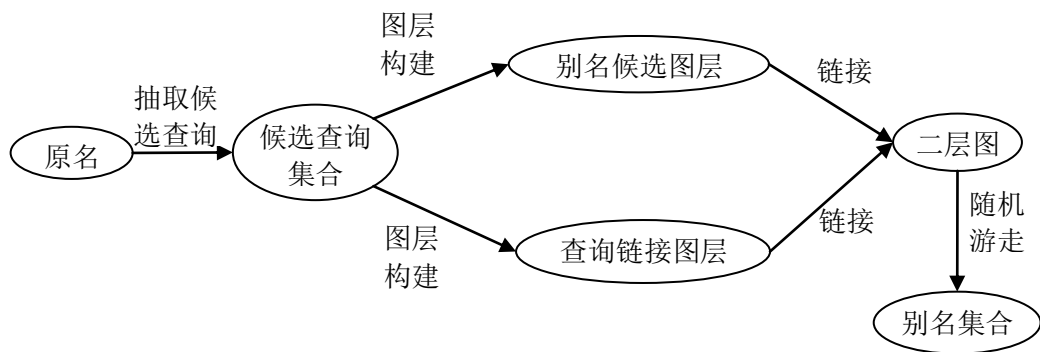 原名
抽取候
选查询
候选查询
集合
图层
构建
别名候选图层
链接
图层
构建
查询链接图层
链接
二层图
随机
游走
别名集合